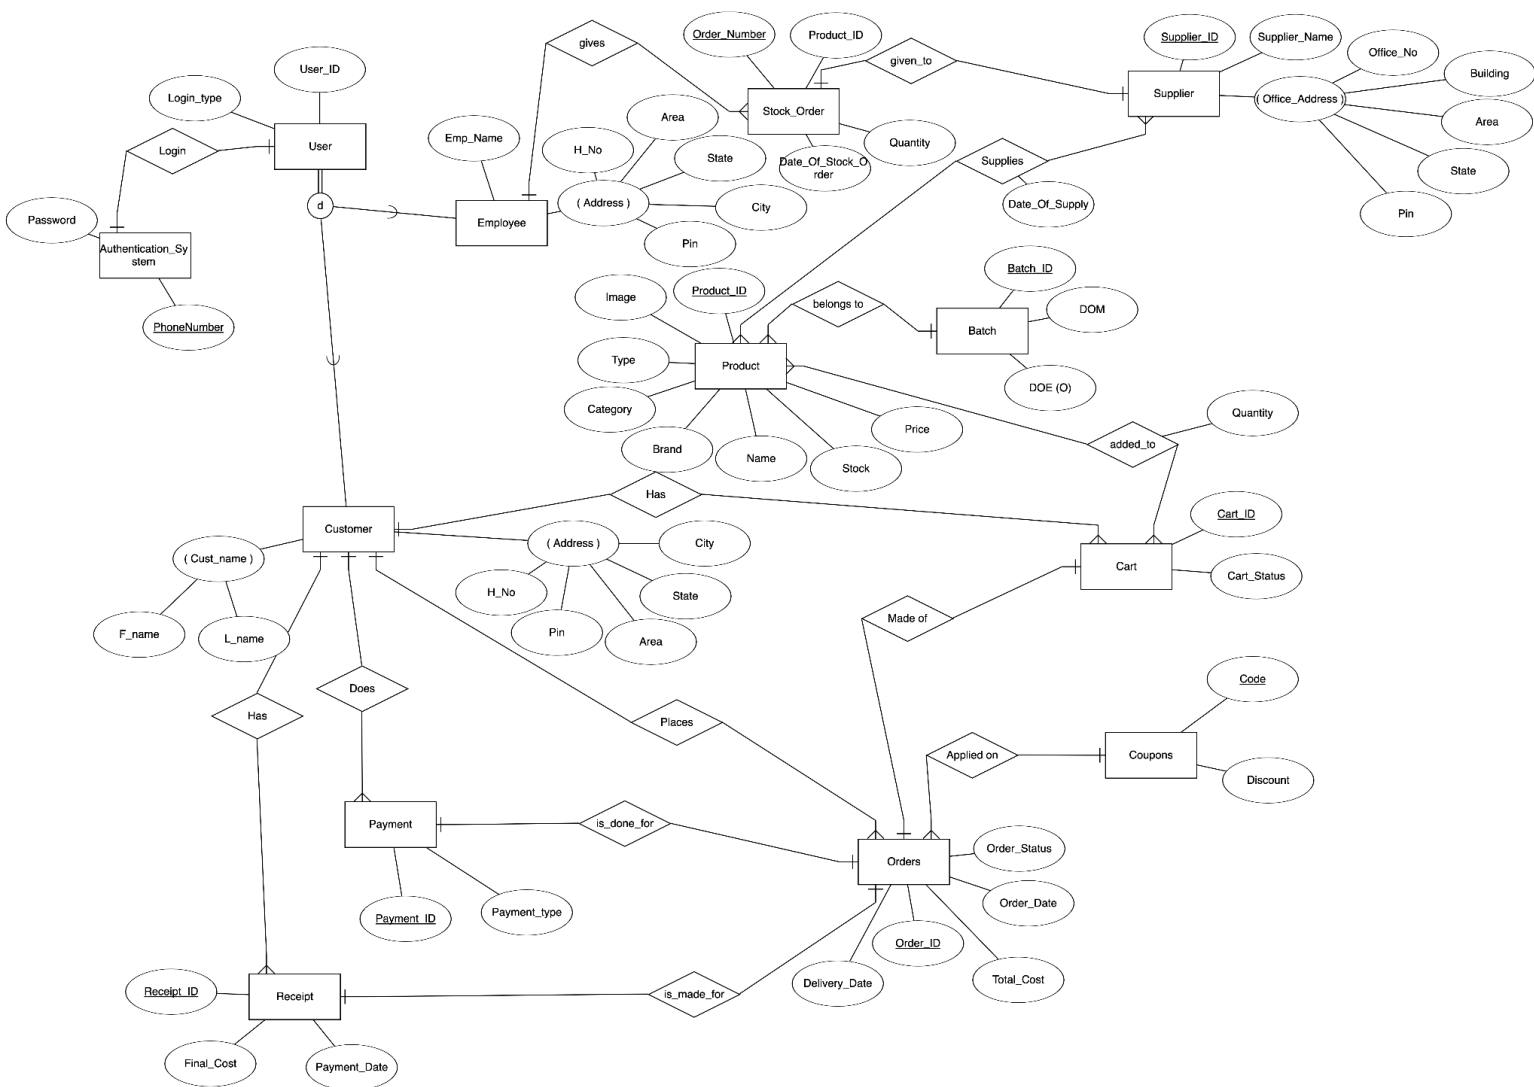 Order_Number
Product_ID
Supplier_ID
Supplier_Name
gives
Office_No
given_to
User_ID
Building
Login_type
Supplier
( Office_Address )
Stock_Order
Area
Area
Emp_Name
User
Login
H_No
Quantity
State
Date_Of_Stock_O
rder
Supplies
State
d
( Address )
City
Date_Of_Supply
Pin
Password
Employee
Pin
Authentication_Sy
stem
Batch_ID
Product_ID
Image
belongs to
DOM
PhoneNumber
Batch
Type
Product
DOE (O)
Category
Quantity
Price
Brand
Name
added_to
Stock
Has
Cart_ID
Customer
( Address )
City
( Cust_name )
Cart
Cart_Status
H_No
State
Made of
F_name
L_name
Pin
Area
Code
Does
Has
Places
Applied on
Coupons
Discount
Payment
is_done_for
Order_Status
Orders
Order_Date
Payment_ID
Payment_type
Order_ID
Delivery_Date
Total_Cost
Receipt_ID
Receipt
is_made_for
Final_Cost
Payment_Date